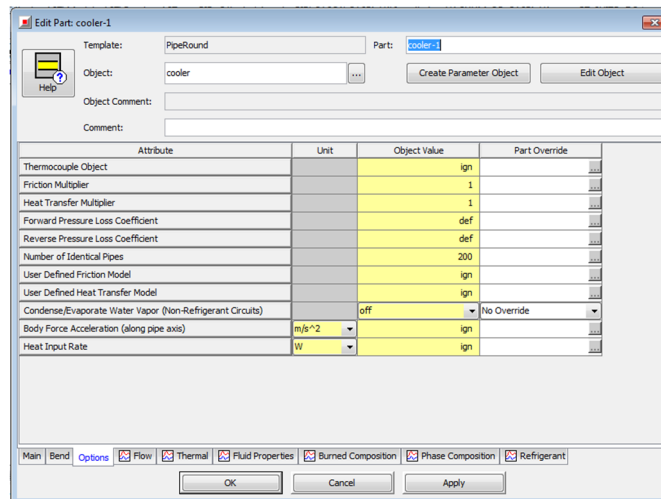 Edit Part: cooler-1
Template: PipeRound Part: cooler-1
Help
Object: cooler ... Create Parameter Object Edit Object
Object Comment:
Comment:
Attribute Unit Object Value Part Override
Thermocouple Object ign ...
Friction Multiplier 1 ...
Heat Transfer Multiplier 1 ...
Forward Pressure Loss Coefficient def ...
Reverse Pressure Loss Coefficient def ...
Number of Identical Pipes 200 ...
User Defined Friction Model ign ...
User Defined Heat Transfer Model ign ...
Condense/Evaporate Water Vapor (Non-Refrigerant Circuits) off No Override
Body Force Acceleration (along pipe axis) m/s^2 ign ...
Heat Input Rate W ign ...
Main Bend Options Flow Thermal Fluid Properties Burned Composition Phase Composition Refrigerant
OK Cancel Apply